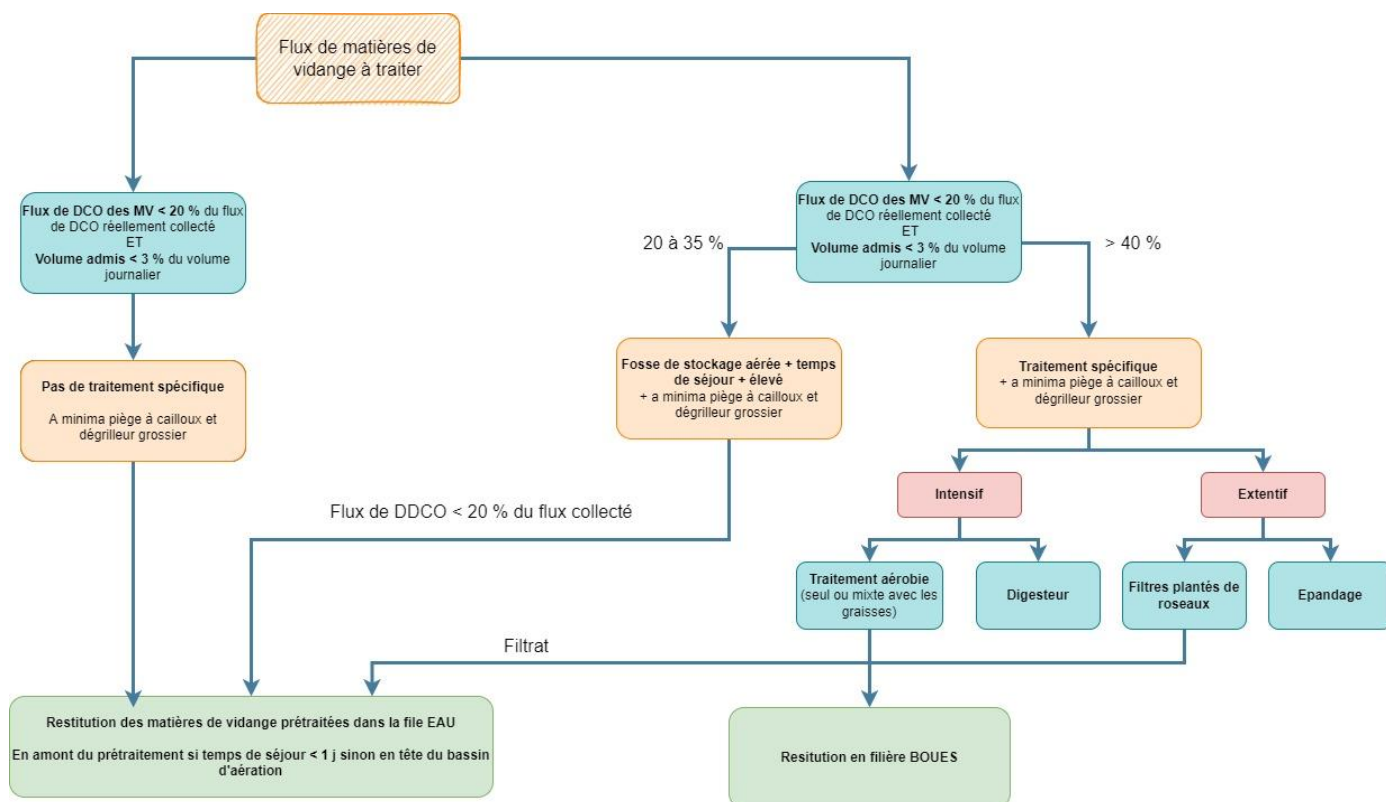 Flux de matières de
vidange à traiter
Flux de DCO des MV < 20 % du flux
de DCO réellement collecté
ET
Volume admis < 3 % du volume
journalier
Flux de DCO des MV < 20 % du flux
de DCO réellement collecté
ET
Volume admis < 3 % du volume
journalier
20 à 35 %
> 40 %
Pas de traitement spécifique
A minima piège à cailloux et
dégrilleur grossier
Fosse de stockage aérée + temps
de séjour + élevé
+ a minima piège à cailloux et
dégrilleur grossier
Traitement spécifique
+ a minima piège à cailloux et
dégrilleur grossier
Intensif
Extentif
Flux de DDCO < 20 % du flux collecté
Traitement aérobie
(seul ou mixte avec les
graisses)
Digesteur
Filtres plantés de
roseaux
Epandage
Filtrat
Restitution des matières de vidange prétraitées dans la file EAU
En amont du prétraitement si temps de séjour < 1 j sinon en tête du bassin
d'aération
Resitution en filière BOUES